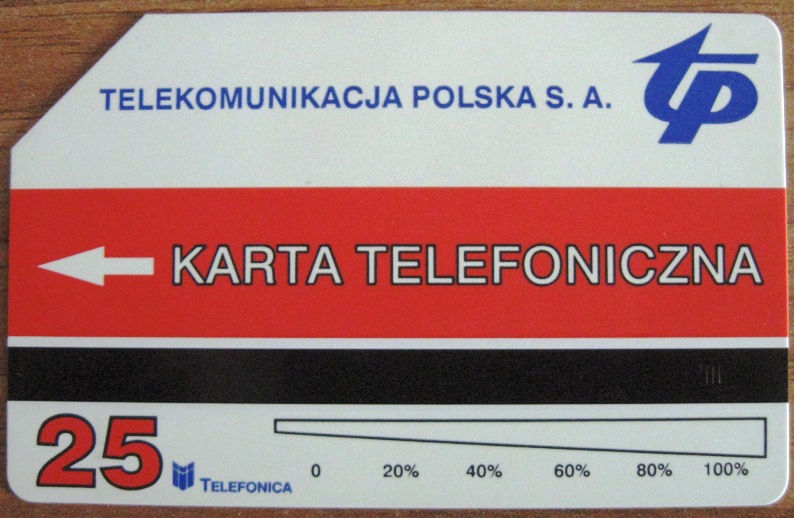 TELEKOMUNIKACJA POLSKA S. A.
tp
KARTA TELEFONICZNA
25
TELEFONICA
0 20% 40% 60% 80% 100%